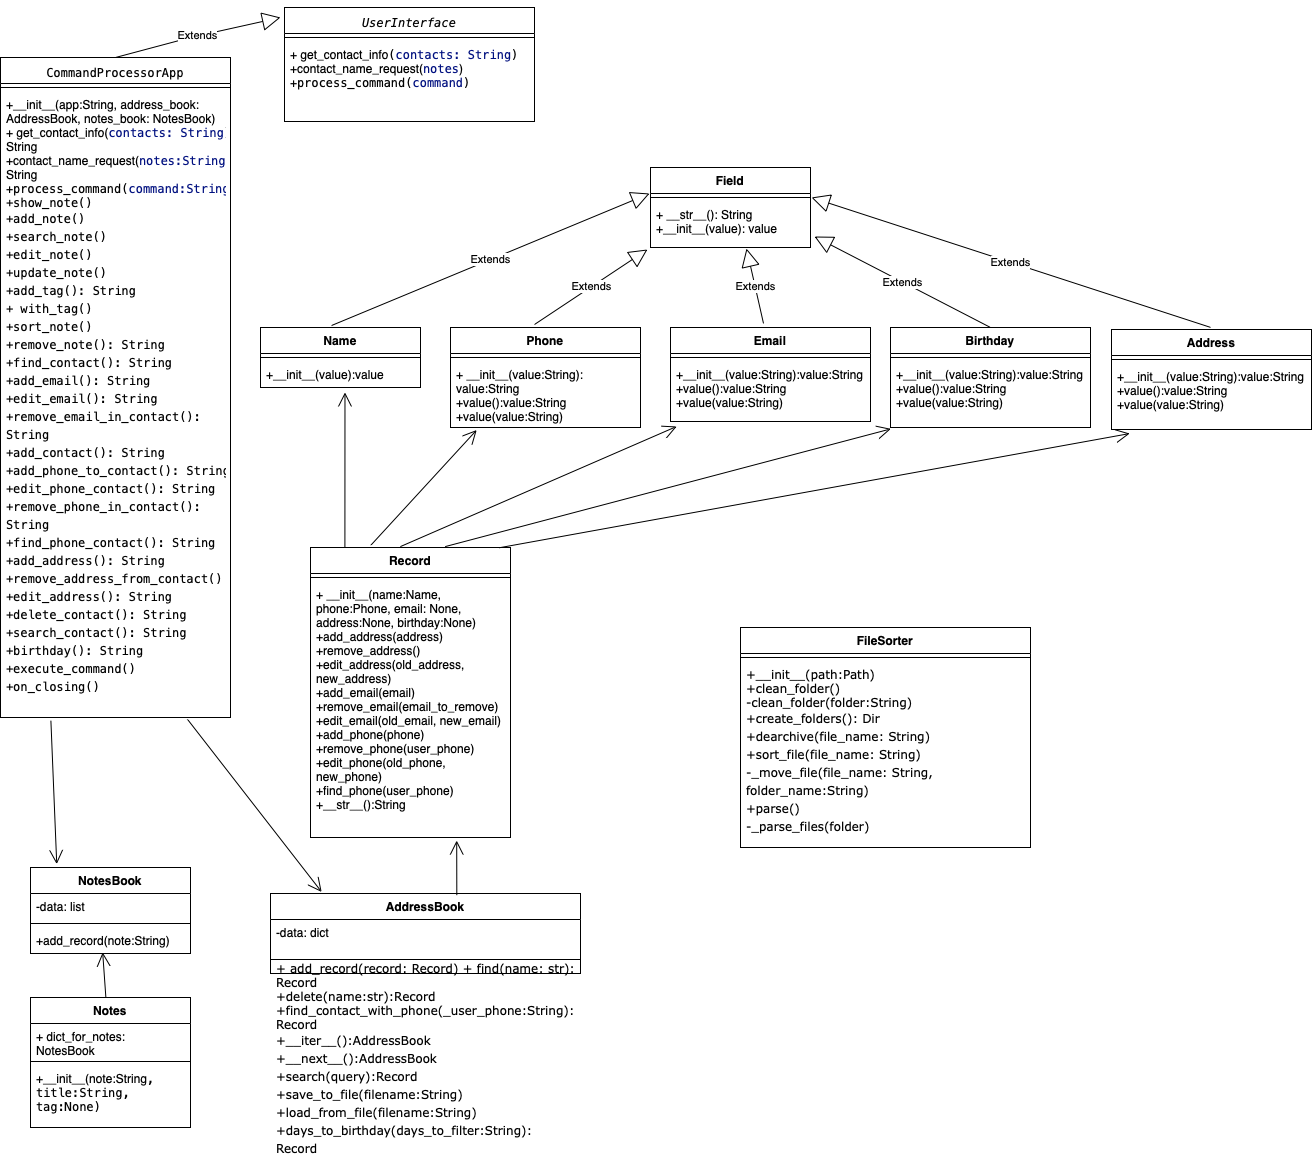 UserInterface
+ get_contact_info(contacts: String)
+contact_name_request(notes)
+process_command(command)
Extends
CommandProcessorApp
+__init__(app:String, address_book:
AddressBook, notes_book: NotesBook)
+ get_contact_info(contacts: String
String
+contact_name_request(notes:String
String
+process_command(command:String
+show_note()
+add_note()
+search_note()
+edit_note()
+update_note()
+add_tag(): String
+ with_tag()
+sort_note()
+remove_note(): String
+find_contact(): String
+add_email(): String
+edit_email(): String
+remove_email_in_contact():
String
+add_contact(): String
+add_phone_to_contact(): String
+edit_phone_contact(): String
+remove_phone_in_contact():
String
+find_phone_contact(): String
+add_address(): String
+remove_address_from_contact()
+edit_address(): String
+delete_contact(): String
+search_contact(): String
+birthday(): String
+execute_command()
+on_closing()
Field
+ __str__(): String
+__init__(value): value
Extends
Extends
Extends
Extends
Extends
Name
+__init__(value):value
Phone
+ __init__(value:String):
value:String
+value():value:String
+value(value:String)
Email
+__init__(value:String):value:String
+value():value:String
+value(value:String)
Birthday
+__init__(value:String):value:String
+value():value:String
+value(value:String)
Address
+__init__(value:String):value:String
+value():value:String
+value(value:String)
Record
+ __init__(name:Name,
phone:Phone, email: None,
address:None, birthday:None)
+add_address(address)
+remove_address()
+edit_address(old_address,
new_address)
+add_email(email)
+remove_email(email_to_remove)
+edit_email(old_email, new_email)
+add_phone(phone)
+remove_phone(user_phone)
+edit_phone(old_phone,
new_phone)
+find_phone(user_phone)
+__str__():String
FileSorter
+__init__(path:Path)
+clean_folder()
-clean_folder(folder:String)
+create_folders(): Dir
+dearchive(file_name: String)
+sort_file(file_name: String)
-_move_file(file_name: String,
folder_name:String)
+parse()
-_parse_files(folder)
NotesBook
-data: list
+add_record(note:String)
Notes
+ dict_for_notes:
NotesBook
+__init__(note:String,
title:String,
tag:None)
AddressBook
-data: dict
+ add_record(record: Record) + find(name: str):
Record
+delete(name:str):Record
+find_contact_with_phone(_user_phone:String):
Record
+__iter__():AddressBook
+__next__():AddressBook
+search(query):Record
+save_to_file(filename:String)
+load_from_file(filename:String)
+days_to_birthday(days_to_filter:String):
Record